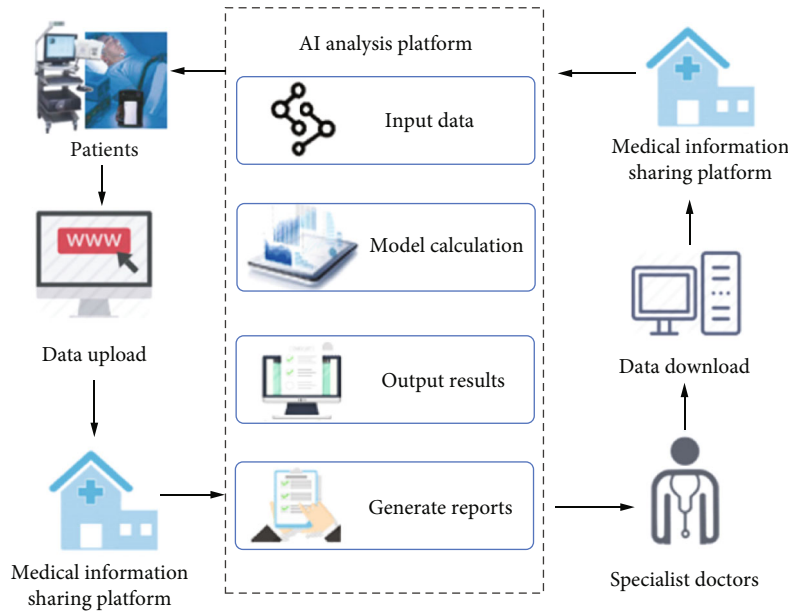 AI analysis platform
Input data
Model calculation
Output results
Generate reports
Patients
WWW
Data upload
Medical information
sharing platform
Medical information
sharing platform
Data download
Specialist doctors